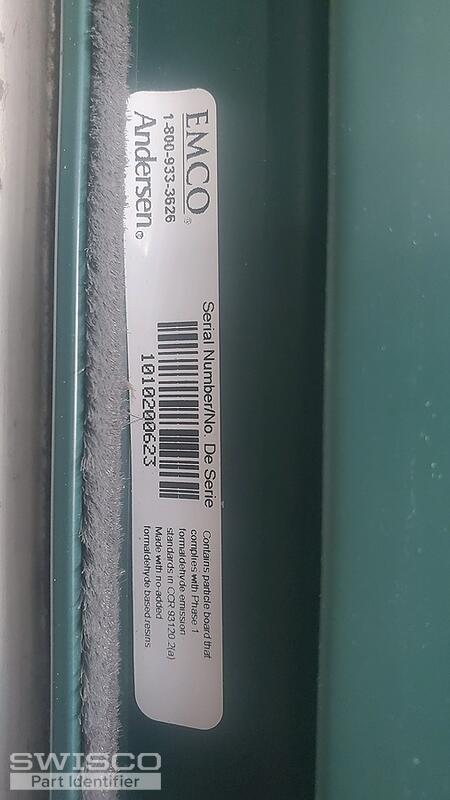 EMCO®
1-800-933-3626
Andersen®
Serial Number/No. De Serie
10102000623
Contains particle board that
complies with Phase 1
formaldehyde emission
standards in CCR 93120.2(a)
Made with no-added
formaldehyde based resins
SWISCO
Part Identifier